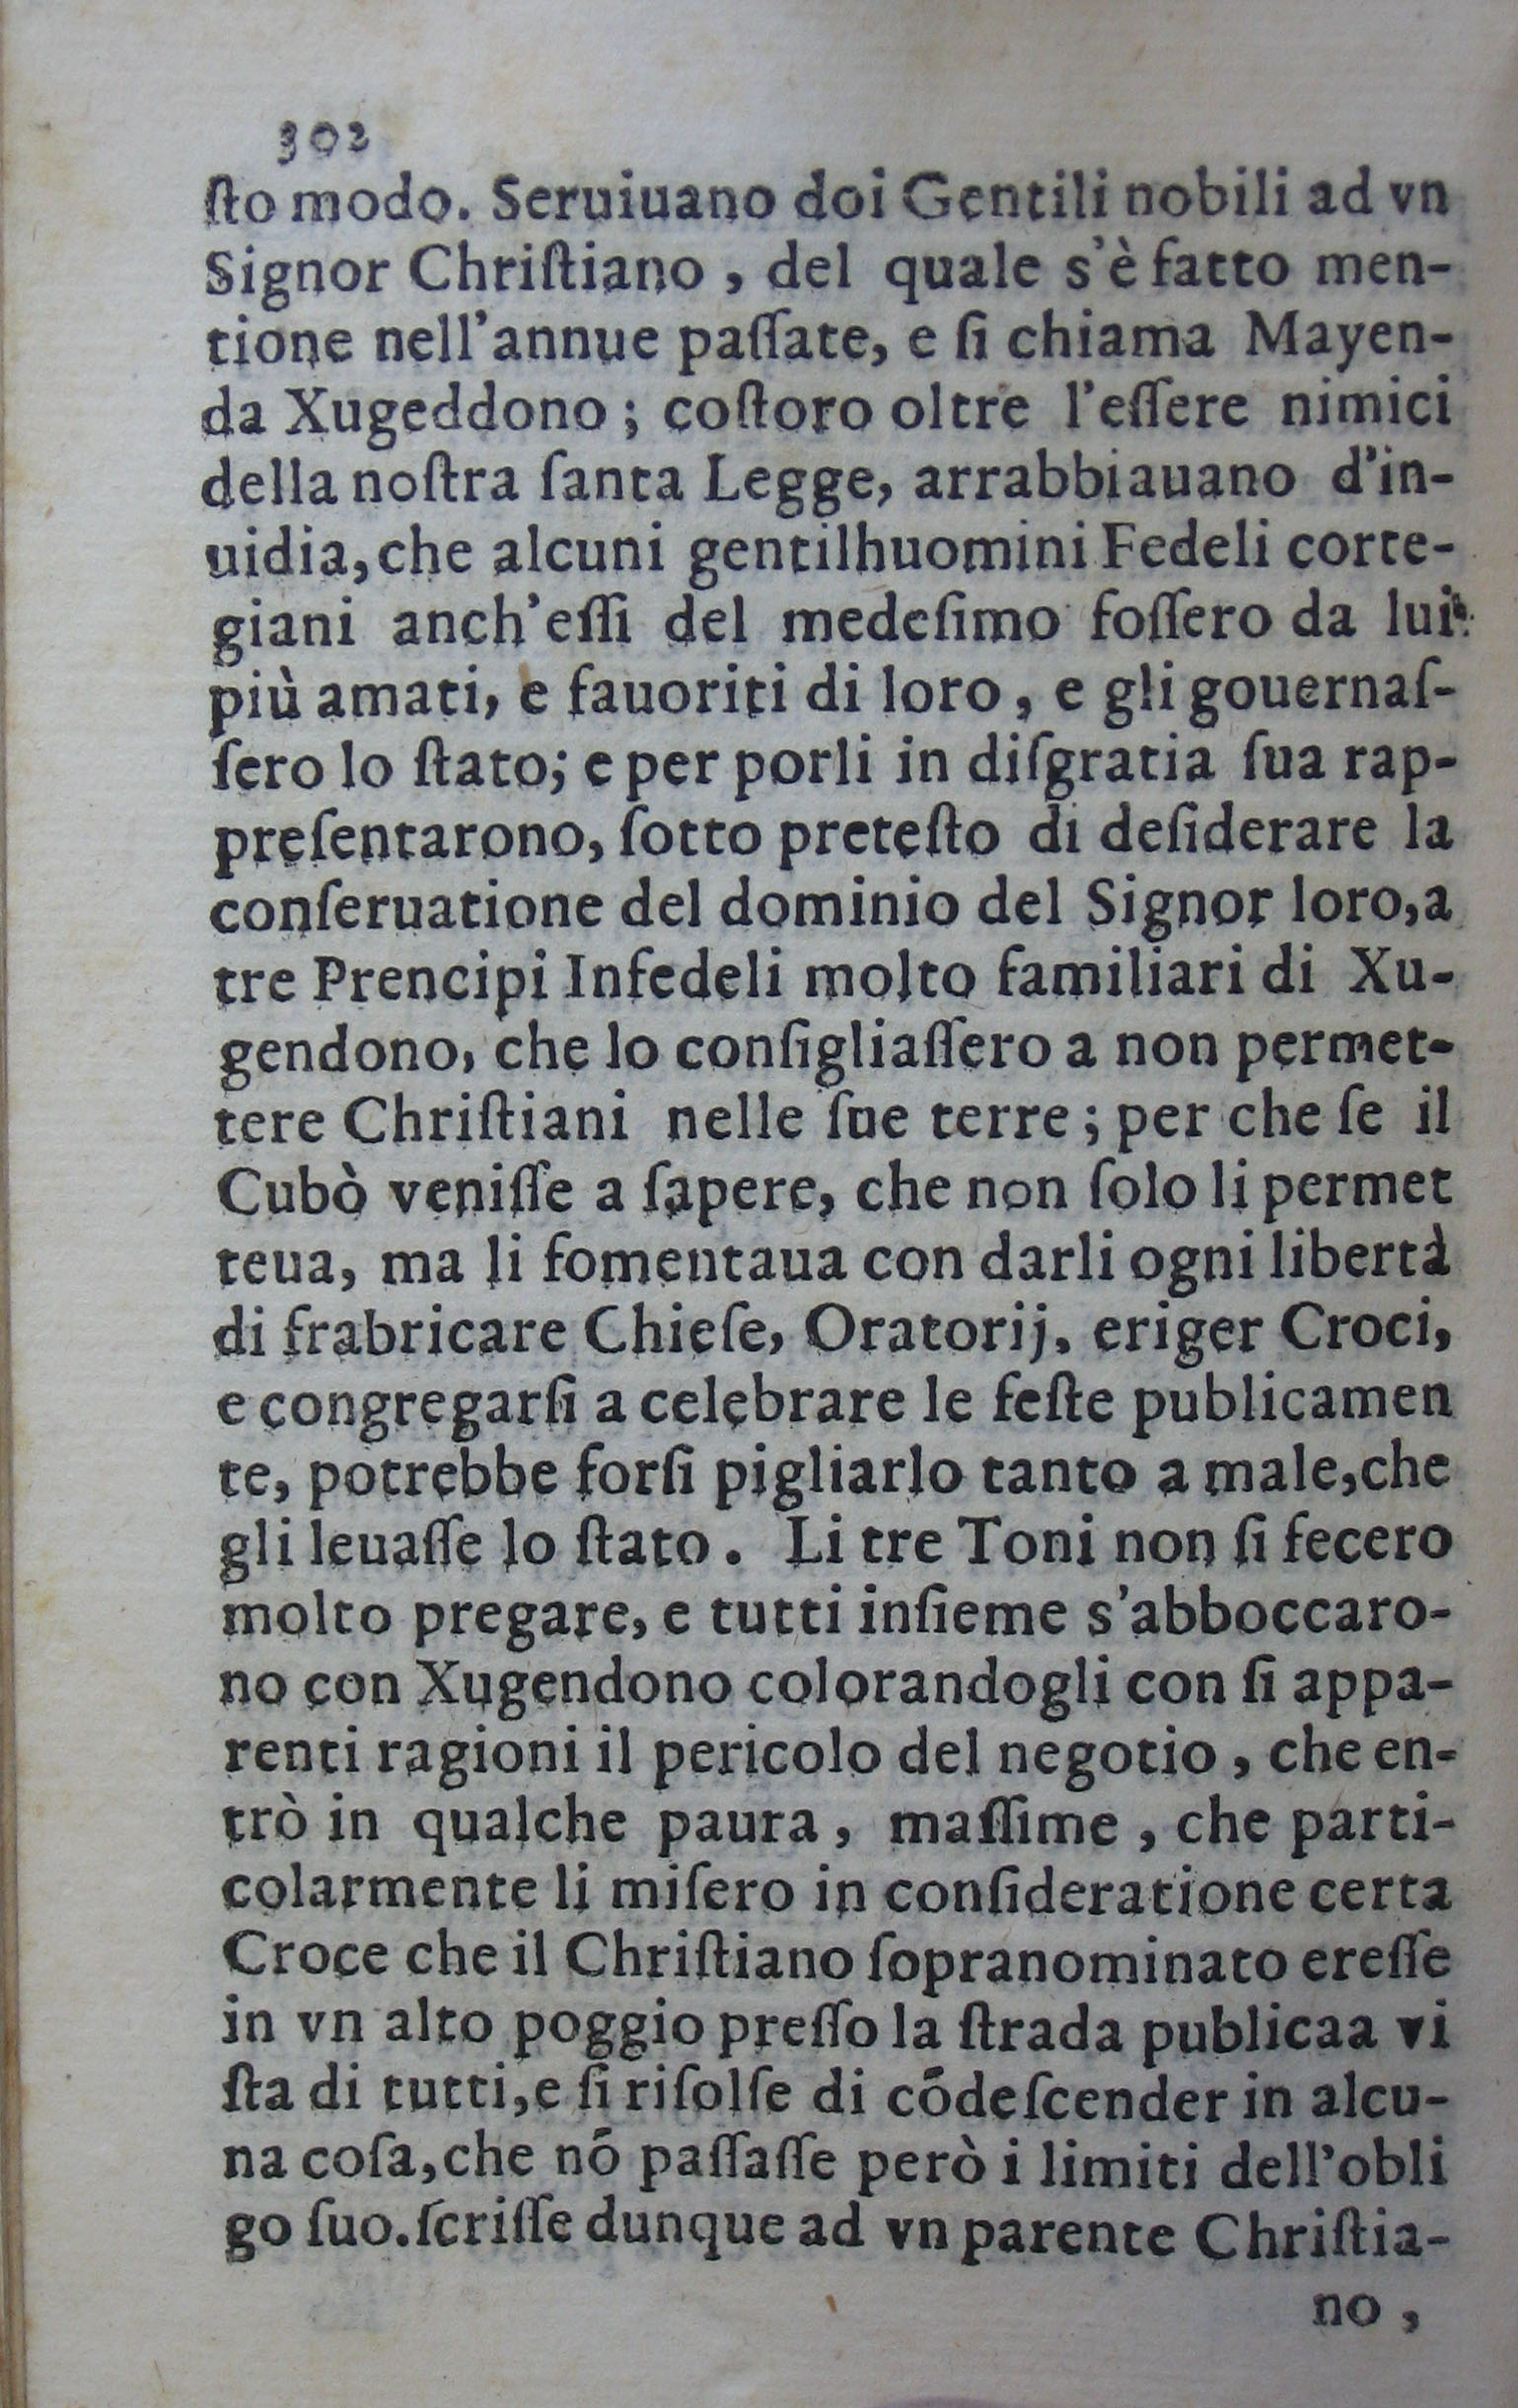 302
ſto modo. Seruiuano doi Gentili nobili ad vn
Signor Chriſtiano , del quale s'è fatto men-
tione nell'annue paſſate, e ſi chiama Mayen-
da Xugeddono ; coſtoro oltre l'eſſere nimici
della noſtra ſanta Legge, arrabbiauano d'in-
uidia, che alcuni gentilhuomini Fedeli corte-
giani anch'eſſi del medeſimo foſſero da lui
più amati, e fauoriti di loro , e gli gouernaſ-
ſero lo ſtato; e per porli in diſgratia ſua rap-
preſentarono, ſotto preteſto di deſiderare la
conſeruatione del dominio del Signor loro, a
tre Prencipi Infedeli molto familiari di Xu-
gendono, che lo conſigliaſſero a non permet-
tere Chriſtiani nelle ſue terre ; per che ſe il
Cubò veniſſe a ſapere, che non ſolo li permet
teua, ma li fomentaua con darli ogni libertà
di frabricare Chieſe, Oratorij, eriger Croci,
e congregarſi a celebrare le feſte publicamen
te, potrebbe forſi pigliarlo tanto a male, che
gli leuaſſe lo ſtato . Li tre Toni non ſi fecero
molto pregare, e tutti inſieme s'abboccaro-
no con Xugendono colorandogli con ſi appa-
renti ragioni il pericolo del negotio , che en-
trò in qualche paura , maſſime , che parti-
colarmente li miſero in conſideratione certa
Croce che il Chriſtiano ſopranominato ereſſe
in vn alto poggio preſſo la ſtrada publicaa vi
ſta di tutti, e ſi riſolſe di cõdeſcender in alcu-
na coſa, che nõ paſſaſſe però i limiti dell'obli
go ſuo. ſcriſſe dunque ad vn parente Chriſtia-
no ,